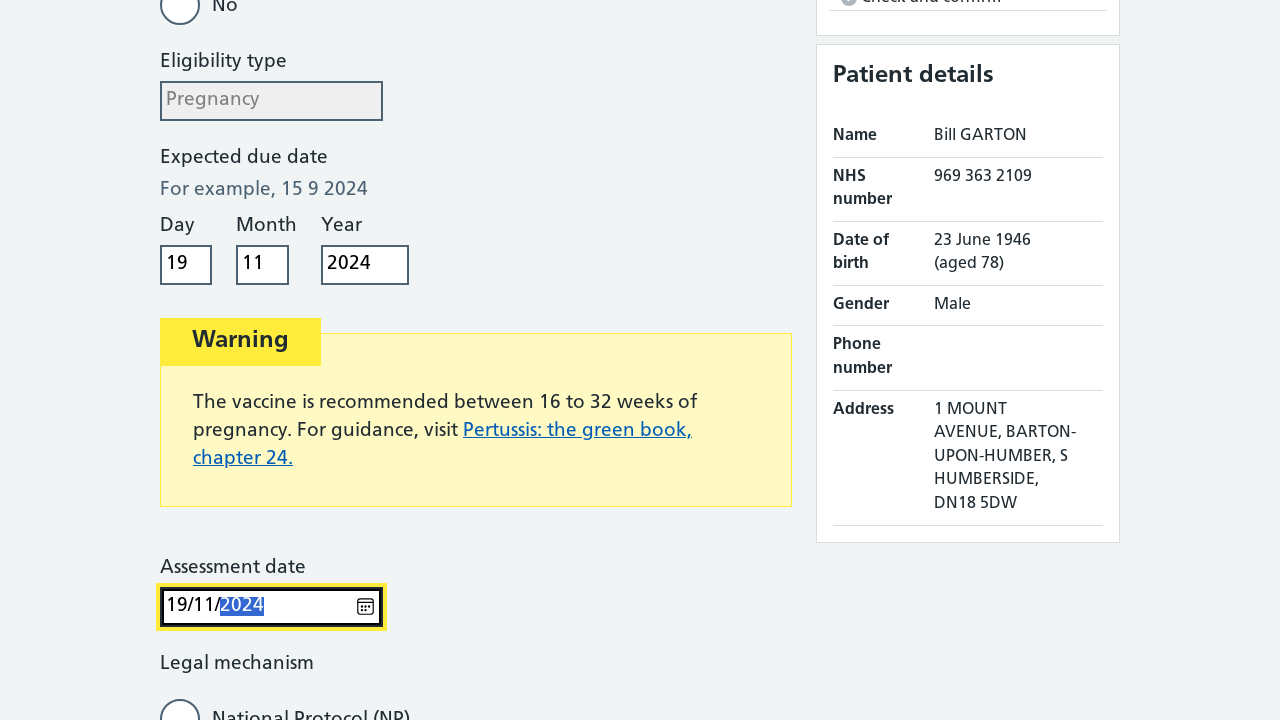 No
Eligibility type
Pregnancy
Expected due date
For example, 15 9 2024
Day Month Year
19 11 2024
Warning
The vaccine is recommended between 16 to 32 weeks of
pregnancy. For guidance, visit Pertussis: the green book,
chapter 24.
Assessment date
19/11/2024
Legal mechanism
National Protocol (NP)
Check and confirm
Patient details
Name Bill GARTON
NHS number 969 363 2109
Date of birth 23 June 1946
(aged 78)
Gender Male
Phone number
Address 1 MOUNT
AVENUE, BARTON-
UPON-HUMBER, S
HUMBERSIDE,
DN18 5DW